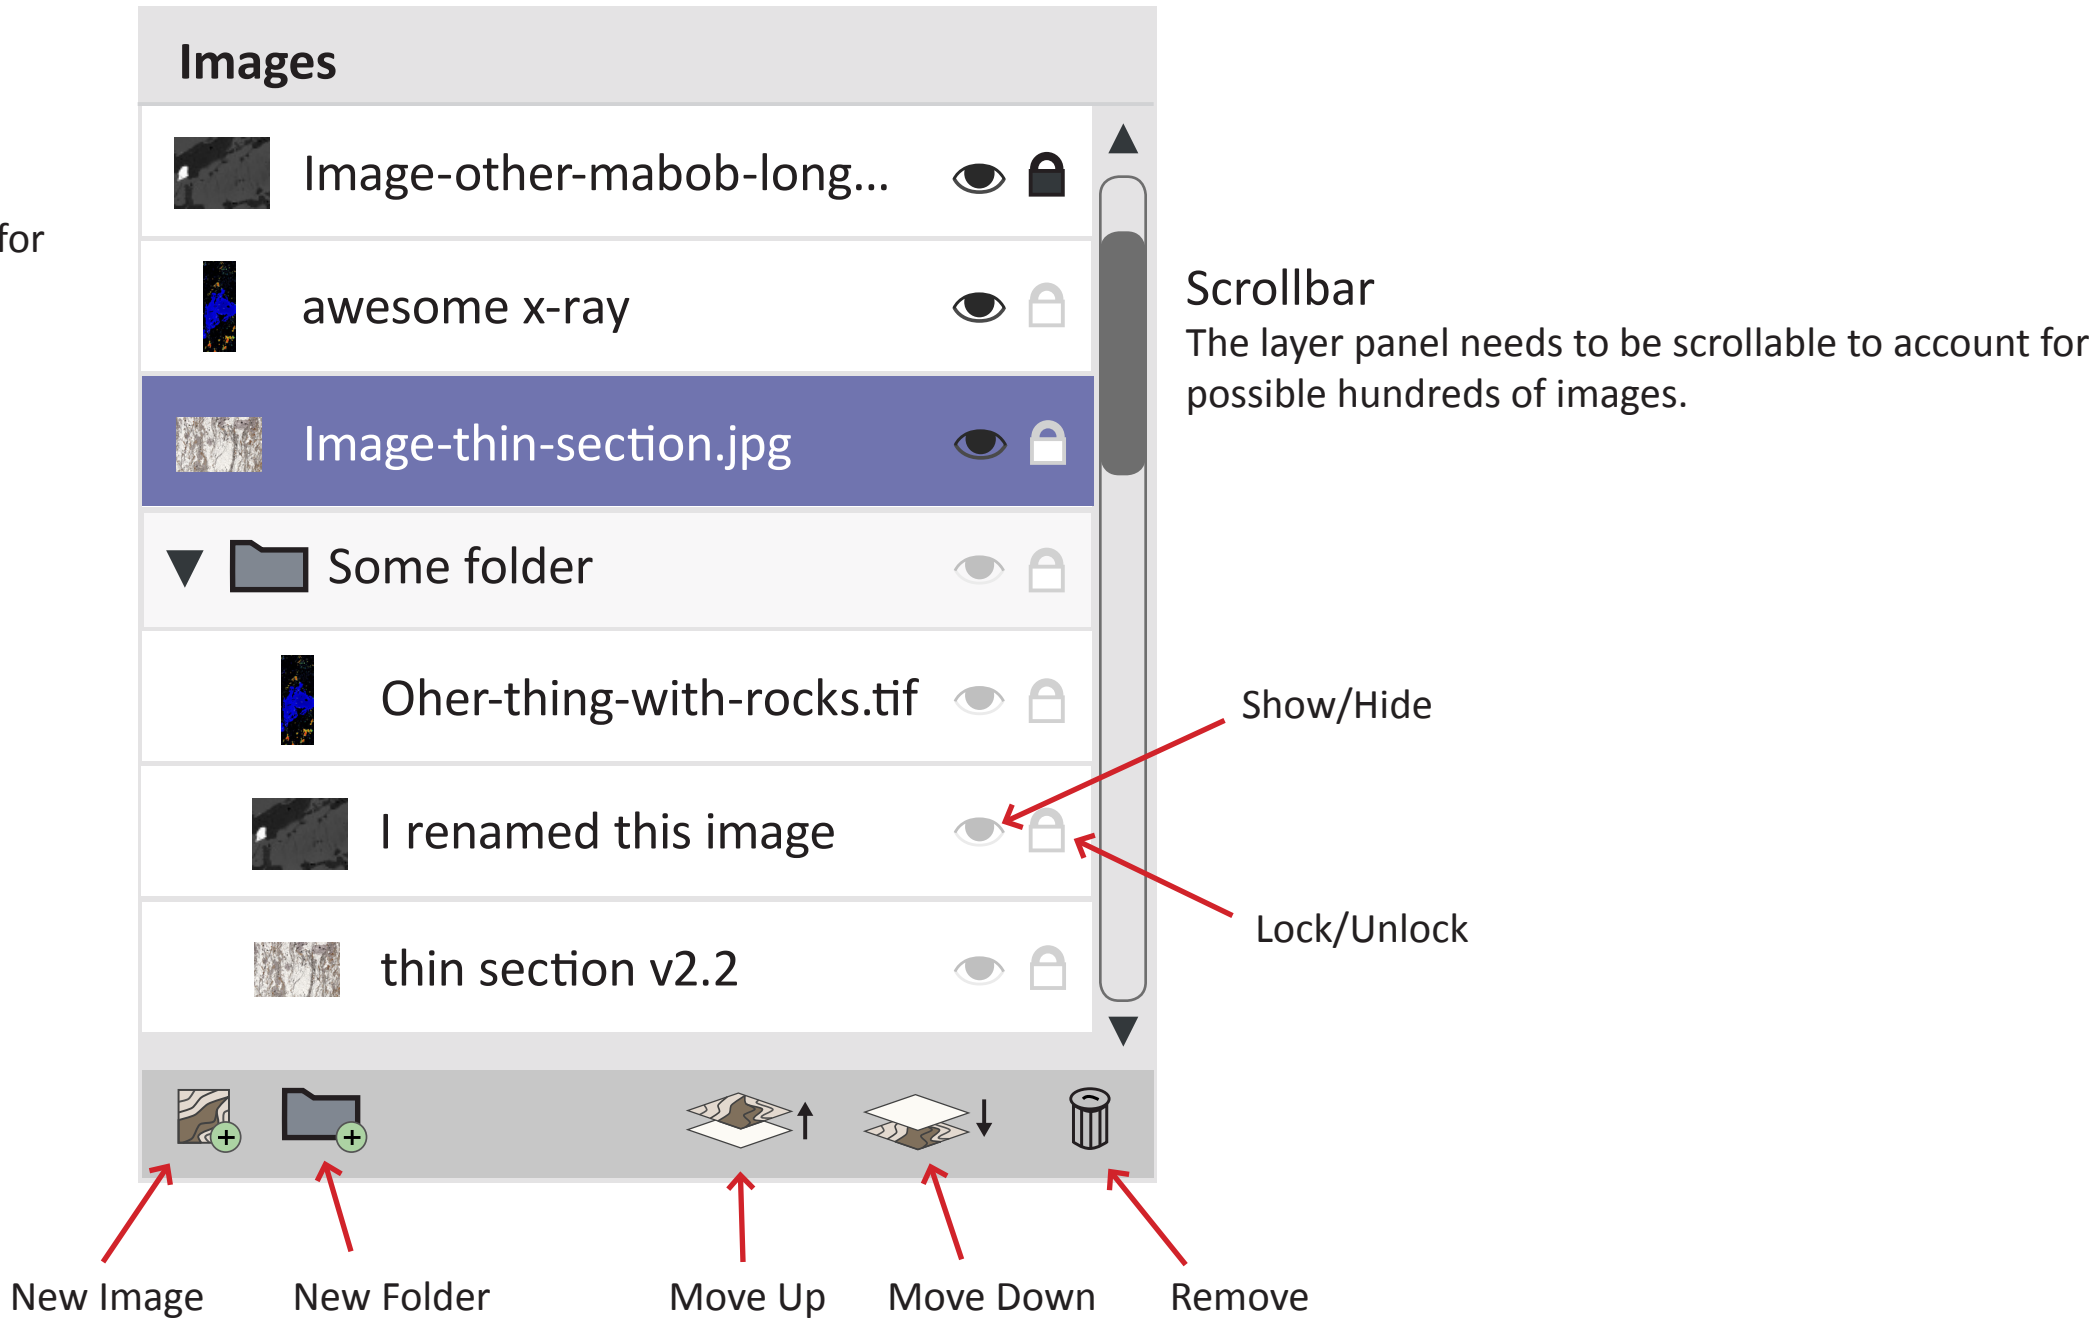 Images
Image-other-mabob-long...
for
awesome x-ray
Scrollbar
The layer panel needs to be scrollable to account for
possible hundreds of images.
Image-thin-section.jpg
Some folder
Oher-thing-with-rocks.tif
Show/Hide
I renamed this image
Lock/Unlock
thin section v2.2
New Image
New Folder
Move Up
Move Down
Remove